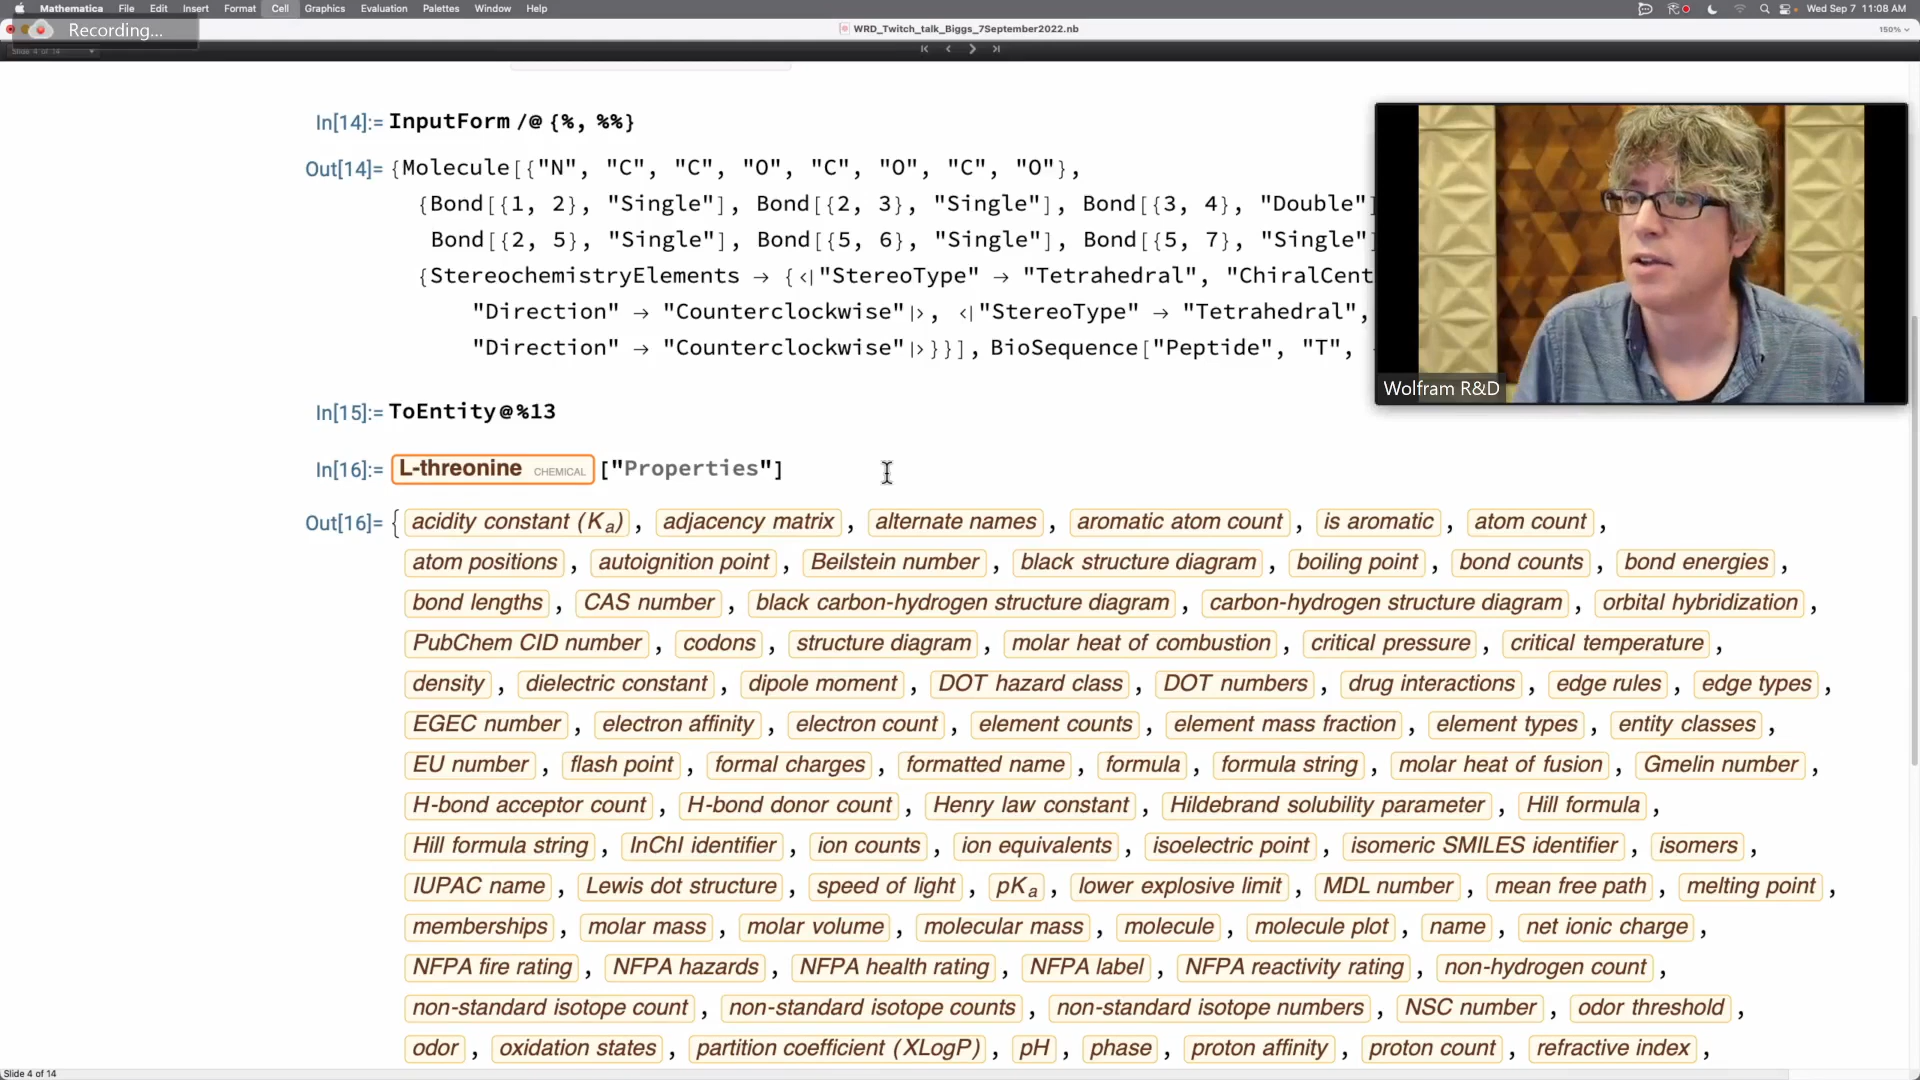 Mathematica File Edit Insert Format Cell Graphics Evaluation Palettes Window Help Wed Sep 7 11:08 AM
Recording...
WRD_Twitch_talk_Biggs_7September2022.nb
150%
Slide 4 of 14
In[14]:= InputForm /@ {%, %%}
Out[14]= {Molecule[{"N", "C", "C", "O", "C", "O", "C", "O"},
{Bond[{1, 2}, "Single"], Bond[{2, 3}, "Single"], Bond[{3, 4}, "Double"]
Bond[{2, 5}, "Single"], Bond[{5, 6}, "Single"], Bond[{5, 7}, "Single"]
{StereochemistryElements → {<|"StereoType" → "Tetrahedral", "ChiralCent
"Direction" → "Counterclockwise"|>, <|"StereoType" → "Tetrahedral",
"Direction" → "Counterclockwise"|>}}], BioSequence["Peptide", "T",
Wolfram R&D
In[15]:= ToEntity@%13
In[16]:= L-threonine CHEMICAL ["Properties"]
Out[16]= { acidity constant (Ka) , adjacency matrix , alternate names , aromatic atom count , is aromatic , atom count ,
atom positions , autoignition point , Beilstein number , black structure diagram , boiling point , bond counts , bond energies ,
bond lengths , CAS number , black carbon-hydrogen structure diagram , carbon-hydrogen structure diagram , orbital hybridization ,
PubChem CID number , codons , structure diagram , molar heat of combustion , critical pressure , critical temperature ,
density , dielectric constant , dipole moment , DOT hazard class , DOT numbers , drug interactions , edge rules , edge types ,
EGEC number , electron affinity , electron count , element counts , element mass fraction , element types , entity classes ,
EU number , flash point , formal charges , formatted name , formula , formula string , molar heat of fusion , Gmelin number ,
H-bond acceptor count , H-bond donor count , Henry law constant , Hildebrand solubility parameter , Hill formula ,
Hill formula string , InChI identifier , ion counts , ion equivalents , isoelectric point , isomeric SMILES identifier , isomers ,
IUPAC name , Lewis dot structure , speed of light , pKa , lower explosive limit , MDL number , mean free path , melting point ,
memberships , molar mass , molar volume , molecular mass , molecule , molecule plot , name , net ionic charge ,
NFPA fire rating , NFPA hazards , NFPA health rating , NFPA label , NFPA reactivity rating , non-hydrogen count ,
non-standard isotope count , non-standard isotope counts , non-standard isotope numbers , NSC number , odor threshold ,
odor , oxidation states , partition coefficient (XLogP) , pH , phase , proton affinity , proton count , refractive index ,
Slide 4 of 14